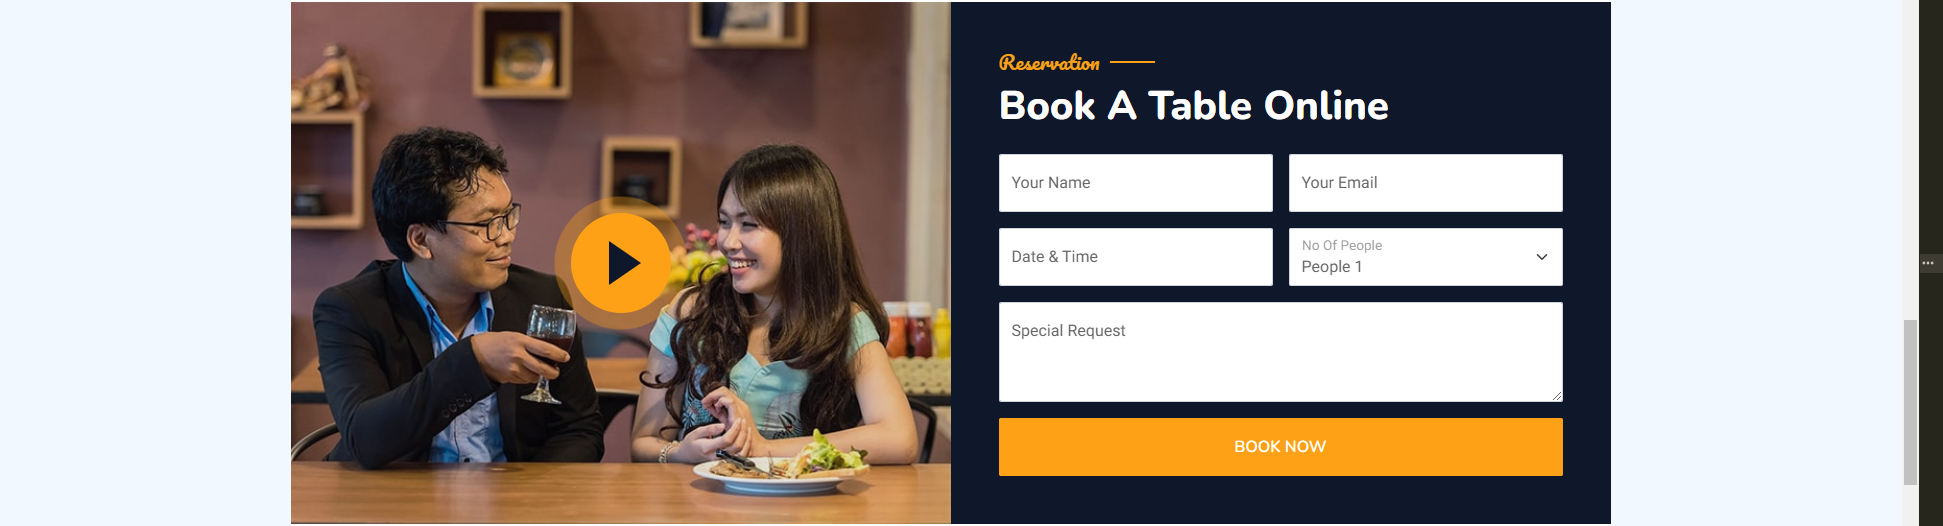 Reservation
Book A Table Online
Your Name
Your Email
Date & Time
No Of People
People 1
Special Request
BOOK NOW